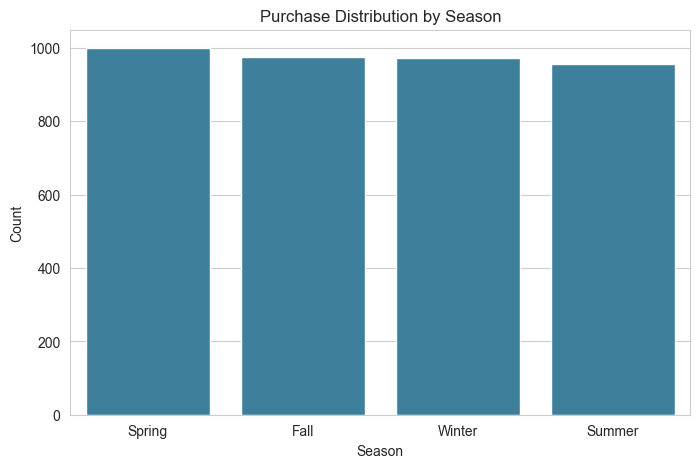 Purchase Distribution by Season
Count
1000
800
600
400
200
0
Spring Fall Winter Summer
Season